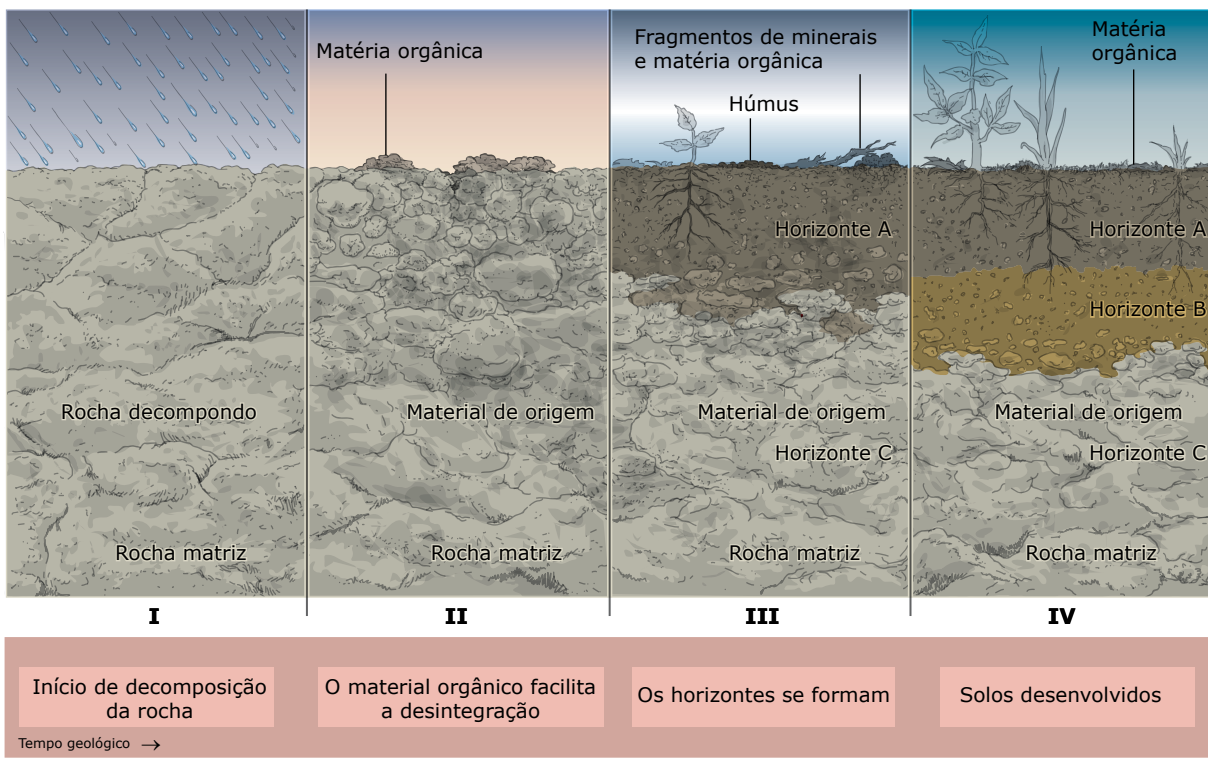 Matéria orgânica
Fragmentos de minerais
e matéria orgânica
Húmus
Matéria
orgânica
Horizonte A
Horizonte A
Horizonte B
Rocha decompondo
Material de origem
Material de origem
Material de origem
Horizonte C
Horizonte C
Rocha matriz
Rocha matriz
Rocha matriz
Rocha matriz
I
II
III
IV
Início de decomposição
da rocha
O material orgânico facilita
a desintegração
Os horizontes se formam
Solos desenvolvidos
Tempo geológico →